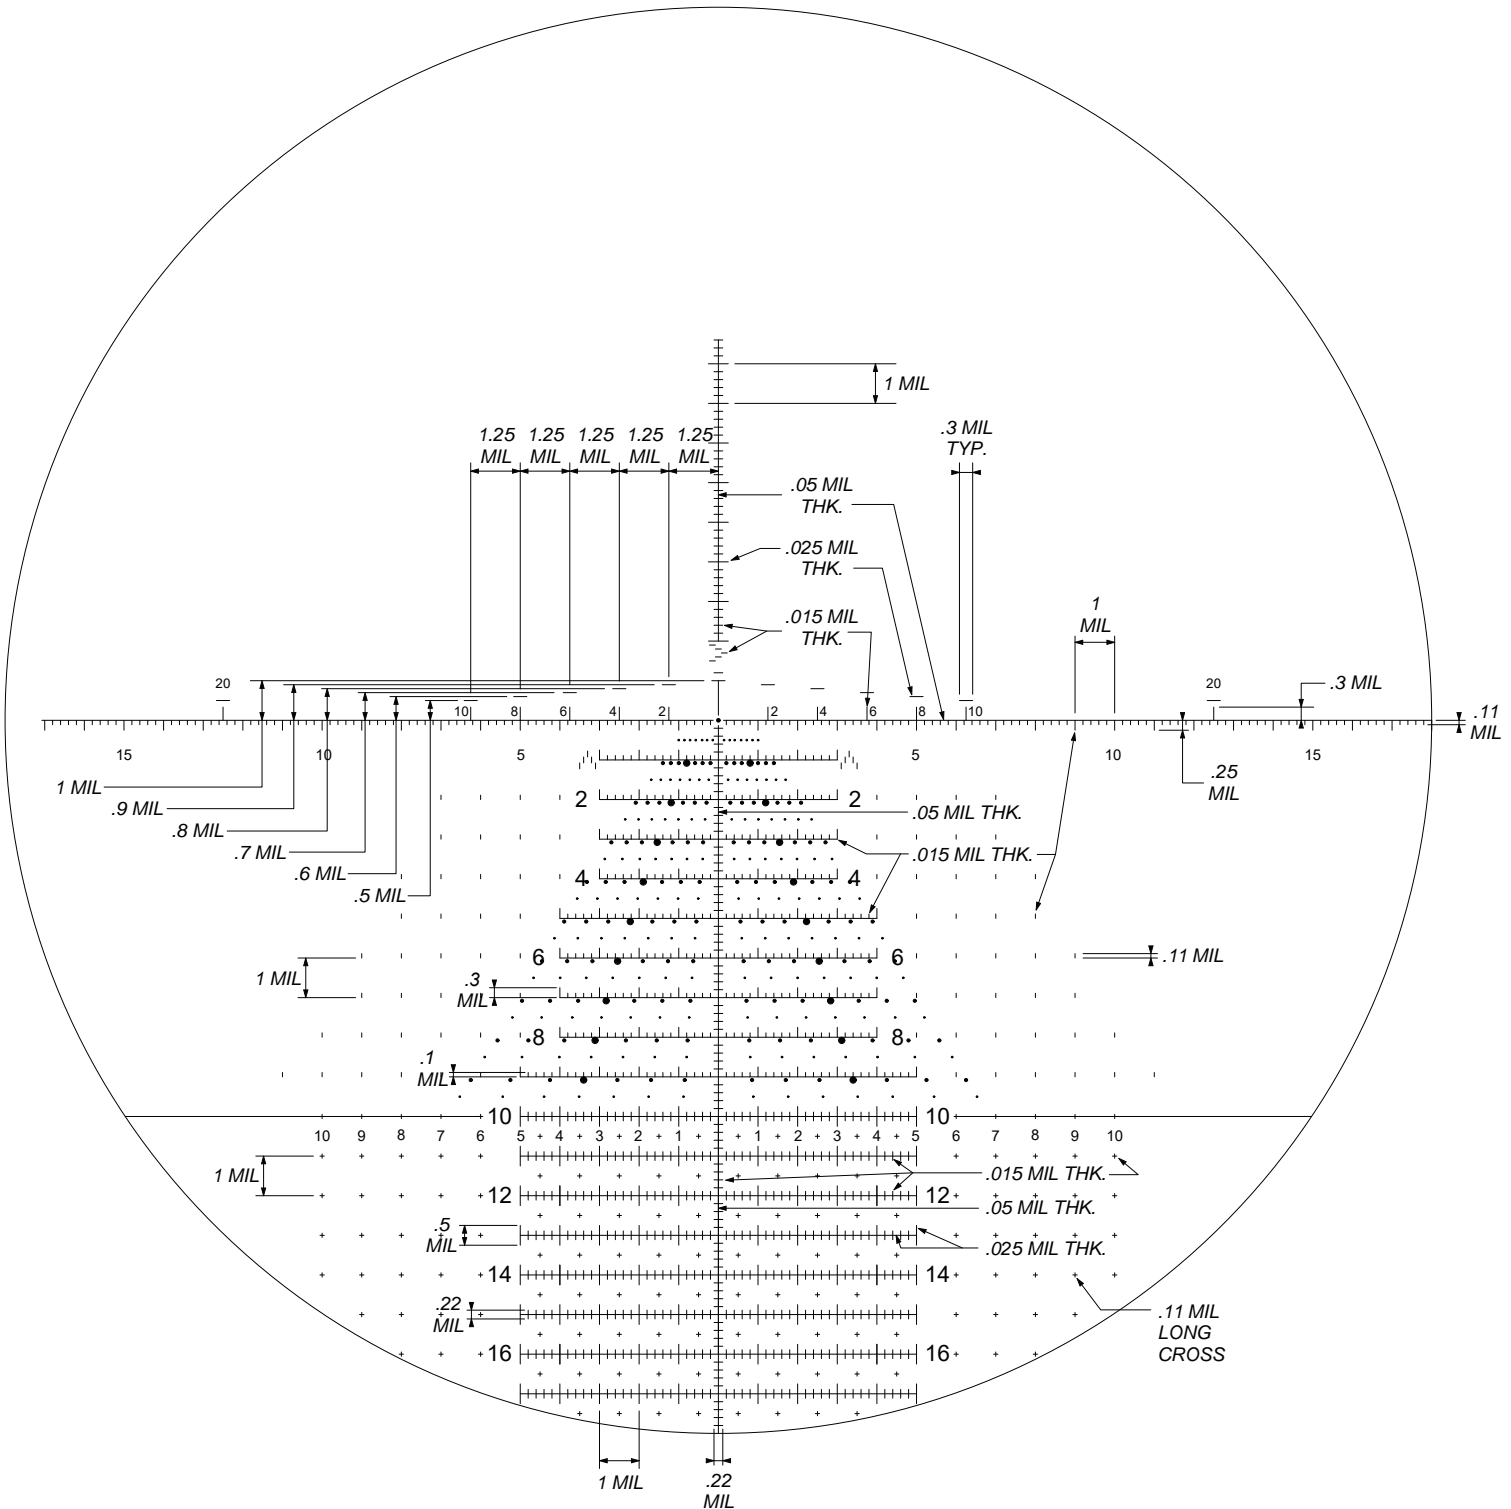 1 MIL
1.25 1.25 1.25 1.25 1.25
MIL MIL MIL MIL MIL
.3 MIL
TYP.
.05 MIL
THK.
.025 MIL
THK.
.015 MIL
THK.
1
MIL
20 20
.3 MIL
10 8 6 4 2 2 4 6 8 10
.11
MIL
15 10 5 5 10 15
.25
MIL
1 MIL
.9 MIL
.8 MIL
.7 MIL
.6 MIL
.5 MIL
2 2
.05 MIL THK.
.015 MIL THK.
4 4
6 6
.11 MIL
1 MIL
.3
MIL
8 8
.1
MIL
10 10
10 9 8 7 6 5 4 3 2 1 1 2 3 4 5 6 7 8 9 10
1 MIL
.015 MIL THK.
12 12
.05 MIL THK.
.5
MIL
.025 MIL THK.
14 14
.22
MIL
.11 MIL
LONG
CROSS
16 16
1 MIL
.22
MIL